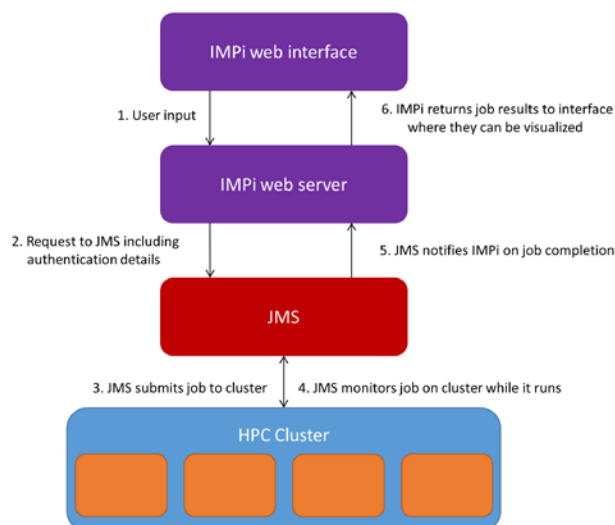 IMPi web interface
1. User input
6. IMPi returns job results to interface
where they can be visualized
IMPi web server
2. Request to JMS including
authentication details
5. JMS notifies IMPi on job completion
JMS
3. JMS submits job to cluster
4. JMS monitors job on cluster while it runs
HPC Cluster